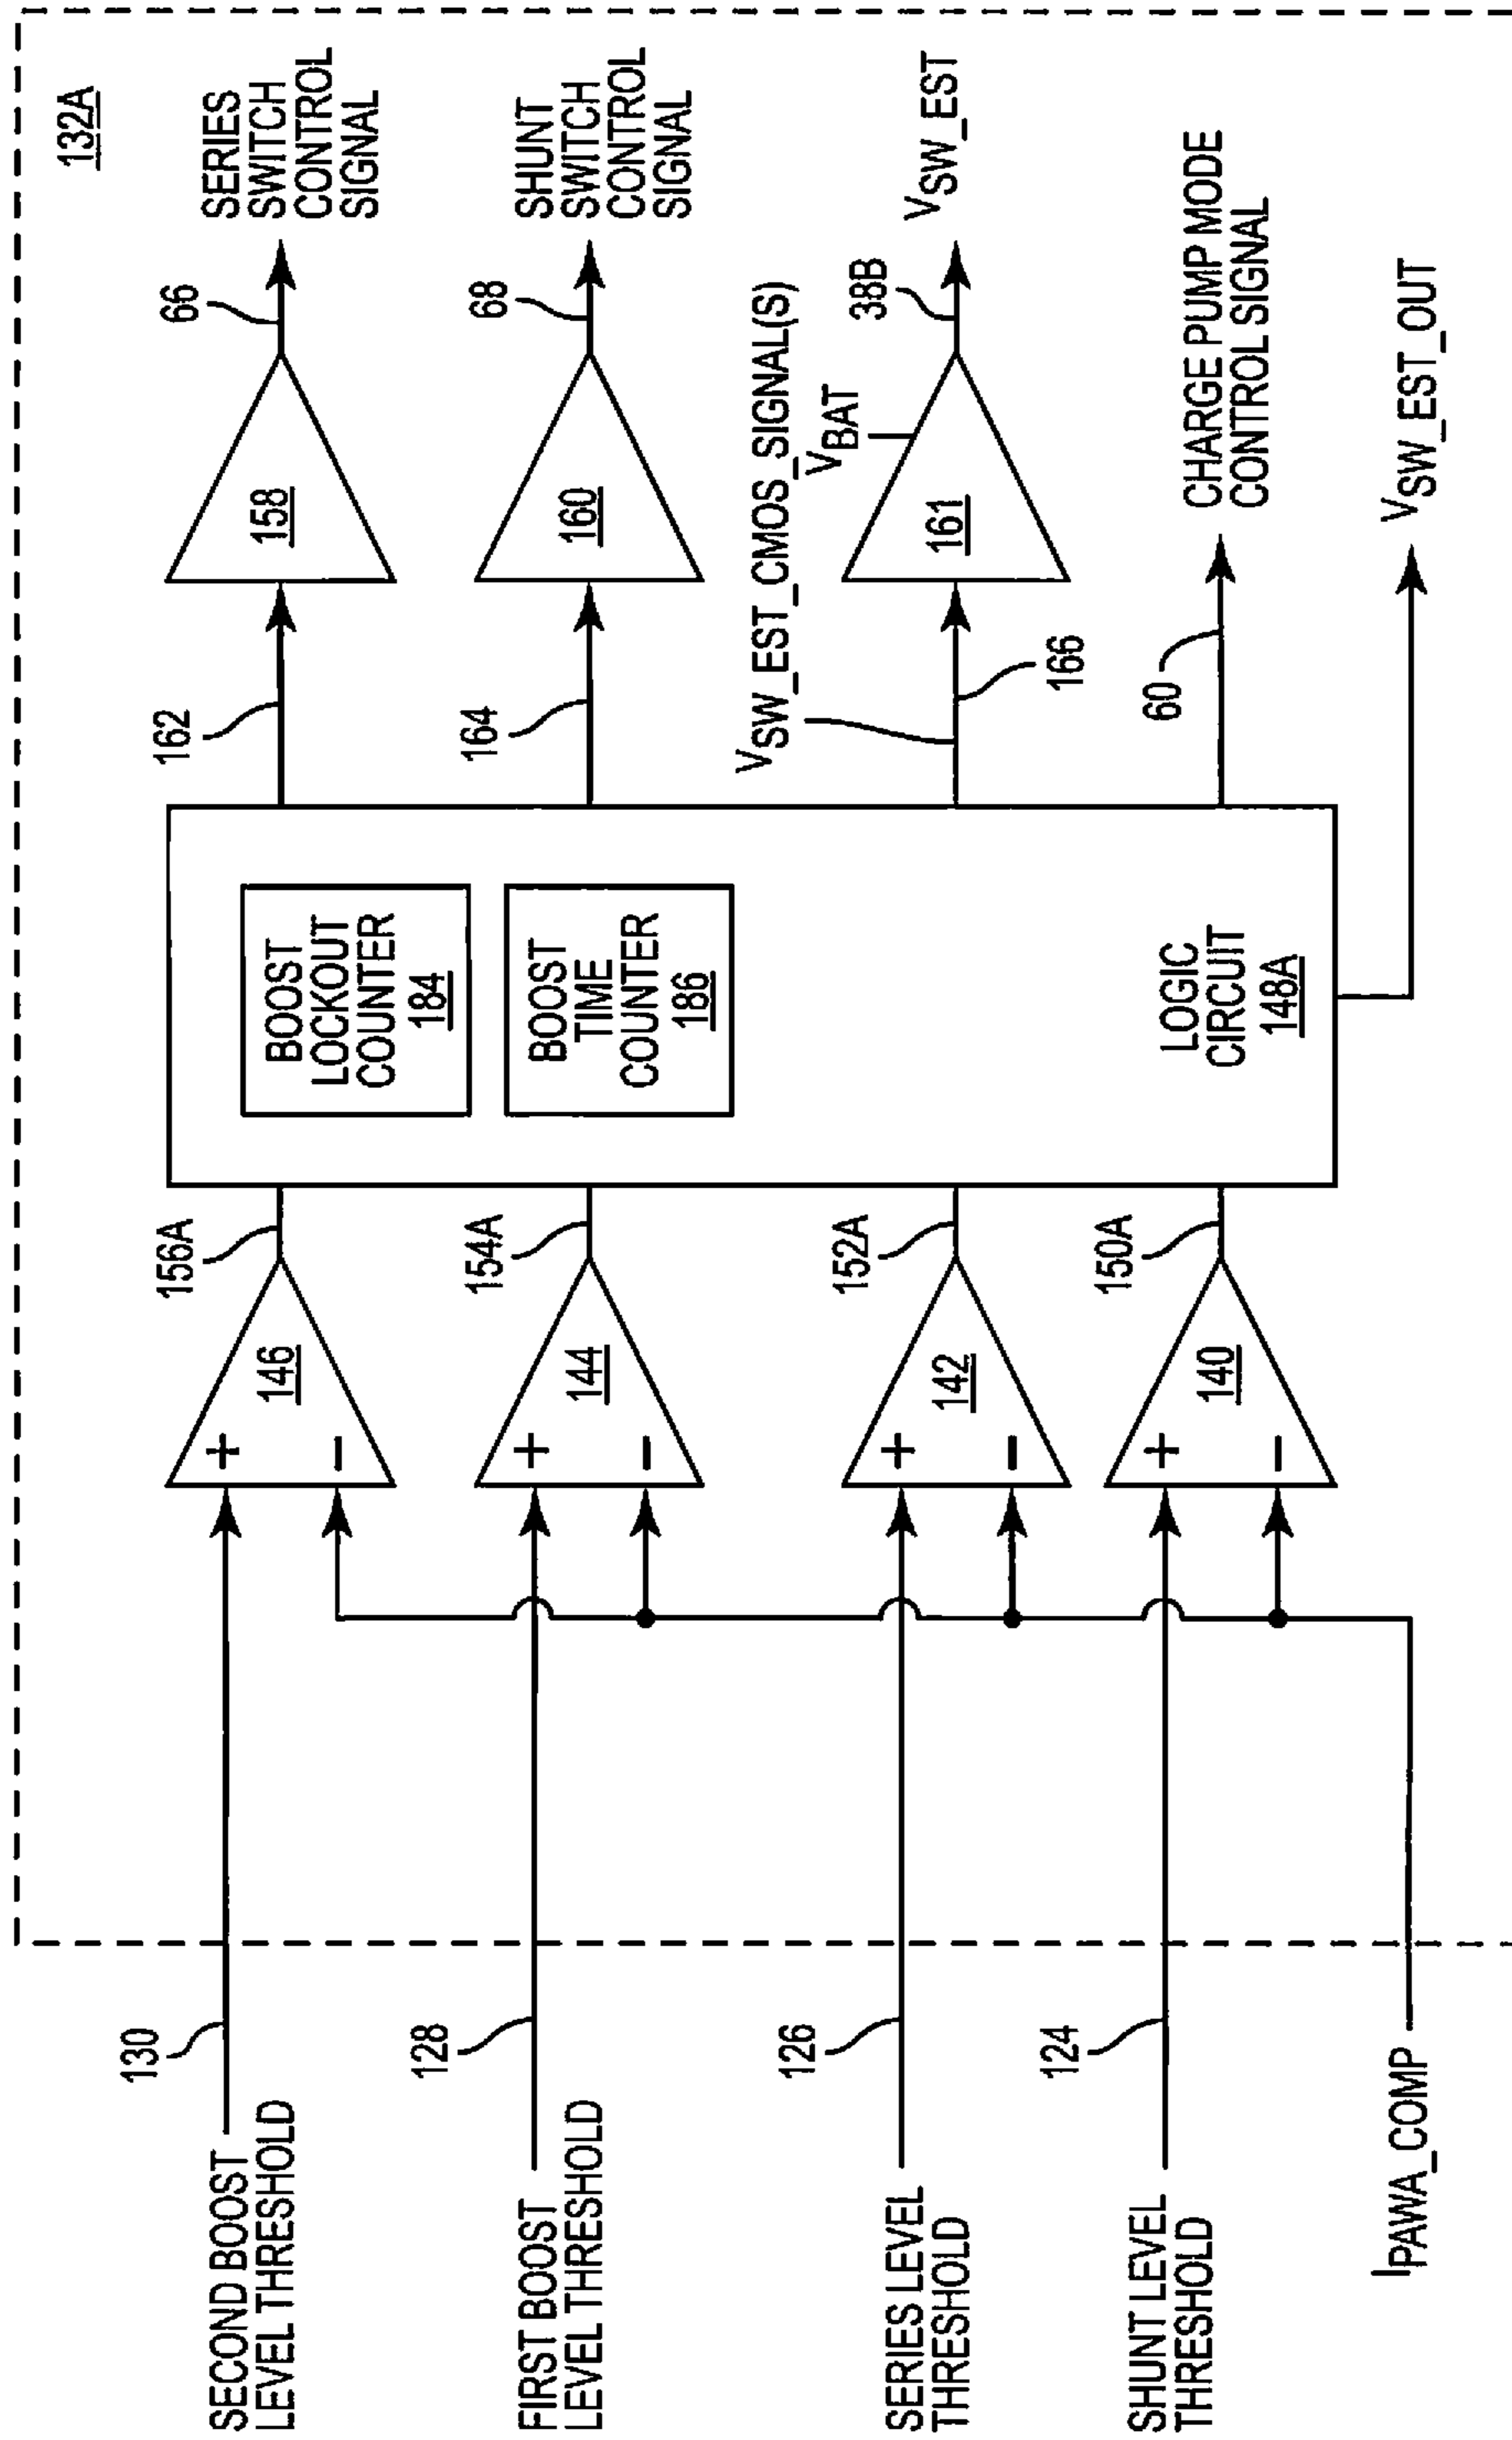 132A
SECOND BOOST
LEVEL THRESHOLD
130
+
–
146
156A
BOOST
LOCKOUT
COUNTER
184
162
158
66
SERIES
SWITCH
CONTROL
SIGNAL
FIRST BOOST
LEVEL THRESHOLD
128
+
–
144
154A
BOOST
TIME
COUNTER
186
164
160
68
SHUNT
SWITCH
CONTROL
SIGNAL
VSW_EST_CMOS_SIGNAL(S)
SERIES LEVEL
THRESHOLD
126
+
–
142
152A
166
161
VBAT
38B
VSW_EST
SHUNT LEVEL
THRESHOLD
124
+
–
140
150A
LOGIC
CIRCUIT
148A
60
CHARGE PUMP MODE
CONTROL SIGNAL
IPAWA_COMP
VSW_EST_OUT